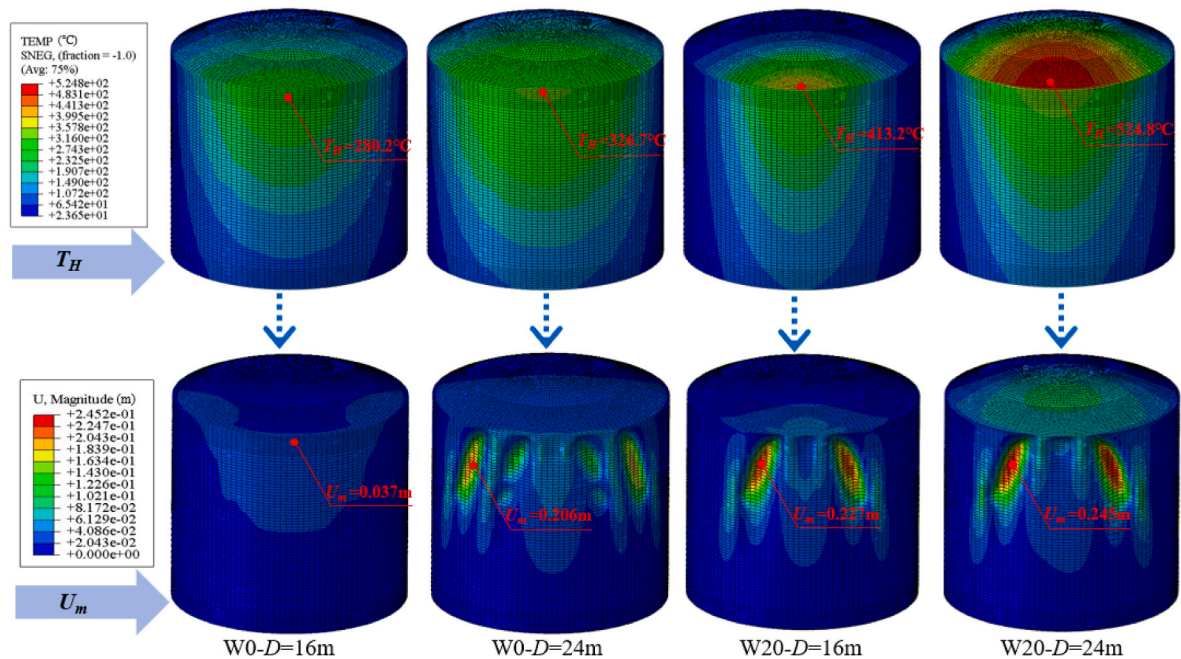 TEMP (℃)
SNEG, (fraction = -1.0)
(Avg: 75%)
+5.248e+02
+4.831e+02
+4.413e+02
+3.995e+02
+3.578e+02
+3.160e+02
+2.743e+02
+2.325e+02
+1.907e+02
+1.490e+02
+1.072e+02
+6.542e+01
+2.365e+01
T_H=280.2℃
T_H=326.7℃
T_H=413.2℃
T_H=524.8℃
T_H
U, Magnitude (m)
+2.452e-01
+2.247e-01
+2.043e-01
+1.839e-01
+1.634e-01
+1.430e-01
+1.226e-01
+1.021e-01
+8.172e-02
+6.129e-02
+4.086e-02
+2.043e-02
+0.000e+00
U_m=0.037m
U_m=0.206m
U_m=0.227m
U_m=0.245m
U_m
W0-D=16m
W0-D=24m
W20-D=16m
W20-D=24m